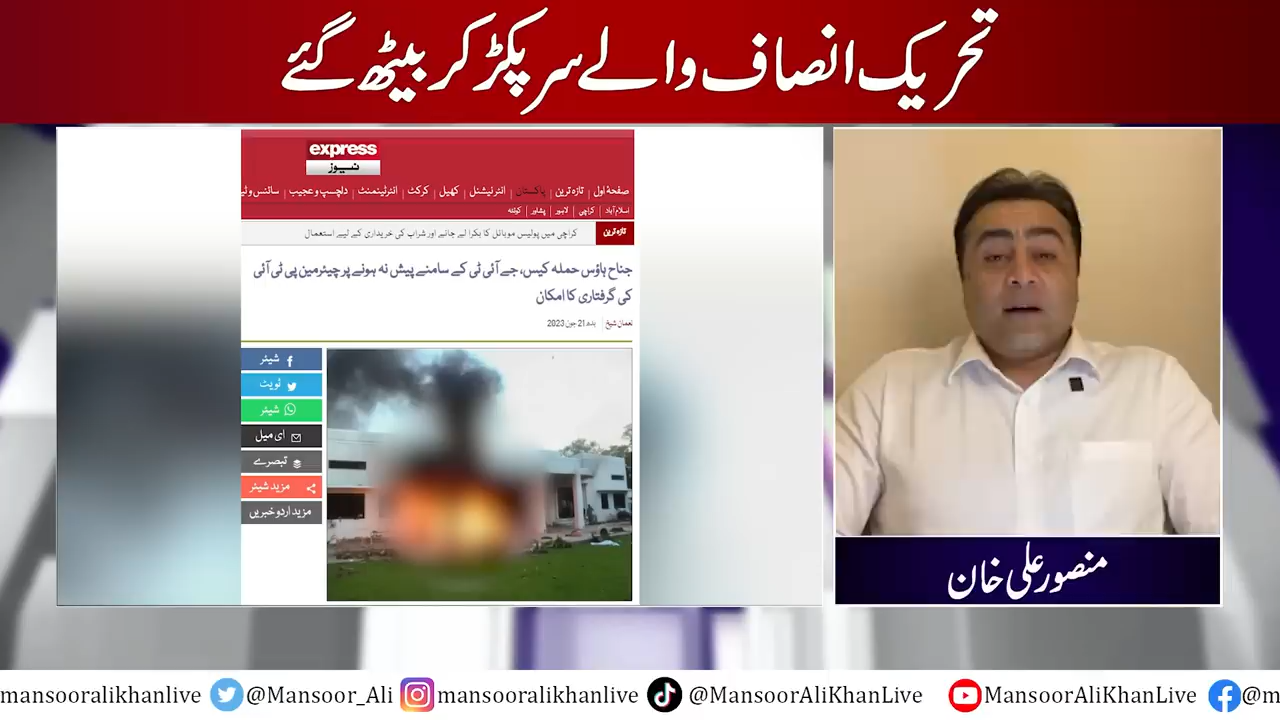 تحریک انصاف والے سر پکڑ کر بیٹھ گئے
express
نیوز
صفحۂ اول تازہ ترین پاکستان انٹر نیشنل کھیل کرکٹ انٹرٹینمنٹ دلچسپ و عجیب سائنس و ٹی
اسلام آباد کراچی لاہور پشاور کوئٹہ
تازہ ترین
کراچی میں پولیس موبائل کا بکرا لے جانے اور شراب کی خریداری کے لیے استعمال
جناح ہاؤس حملہ کیس، جے آئی ٹی کے سامنے پیش نہ ہونے پر چیئرمین پی ٹی آئی
کی گرفتاری کا امکان
نعمان شیخ بدھ 21 جون 2023
شیئر
ٹویٹ
شیئر
ای میل
تبصرے
مزید شیئر
مزید اردو خبریں
منصور علی خان
mansooralikhanlive @Mansoor_Ali mansooralikhanlive @MansoorAliKhanLive MansoorAliKhanLive @m